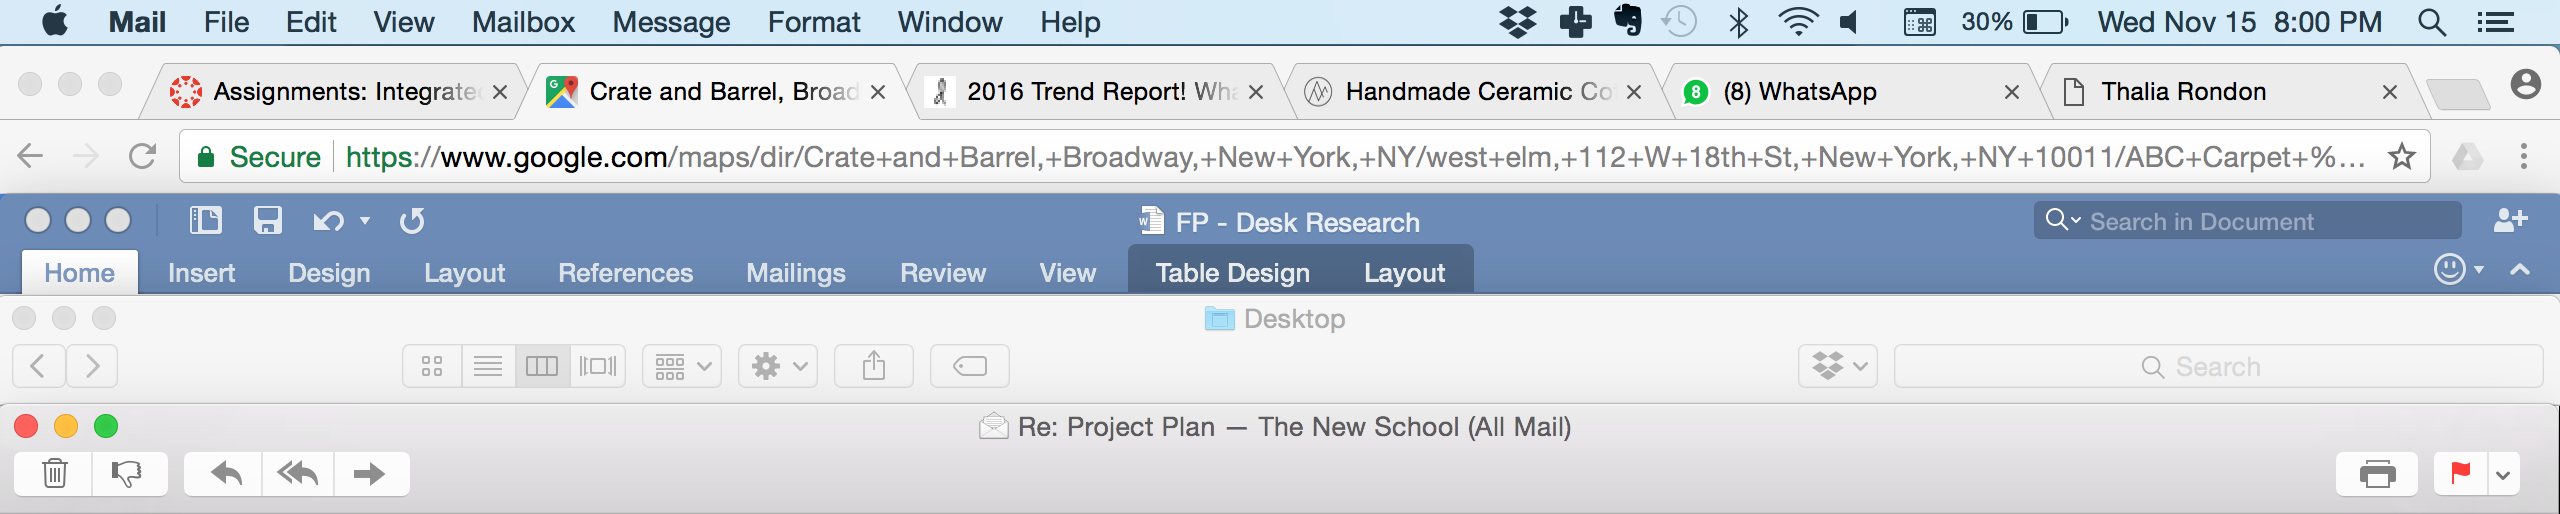 Mail File Edit View Mailbox Message Format Window Help 30% Wed Nov 15 8:00 PM
Assignments: Integrate Crate and Barrel, Broad 2016 Trend Report! Wha Handmade Ceramic Co 8 (8) WhatsApp Thalia Rondon
Secure https://www.google.com/maps/dir/Crate+and+Barrel,+Broadway,+New+York,+NY/west+elm,+112+W+18th+St,+New+York,+NY+10011/ABC+Carpet+%...
FP - Desk Research Search in Document
Home Insert Design Layout References Mailings Review View Table Design Layout
Desktop
Search
Re: Project Plan — The New School (All Mail)